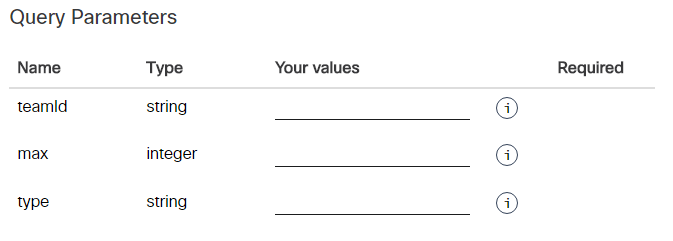 Query Parameters
Name Type Your values Required
teamId string i
max integer i
type string i